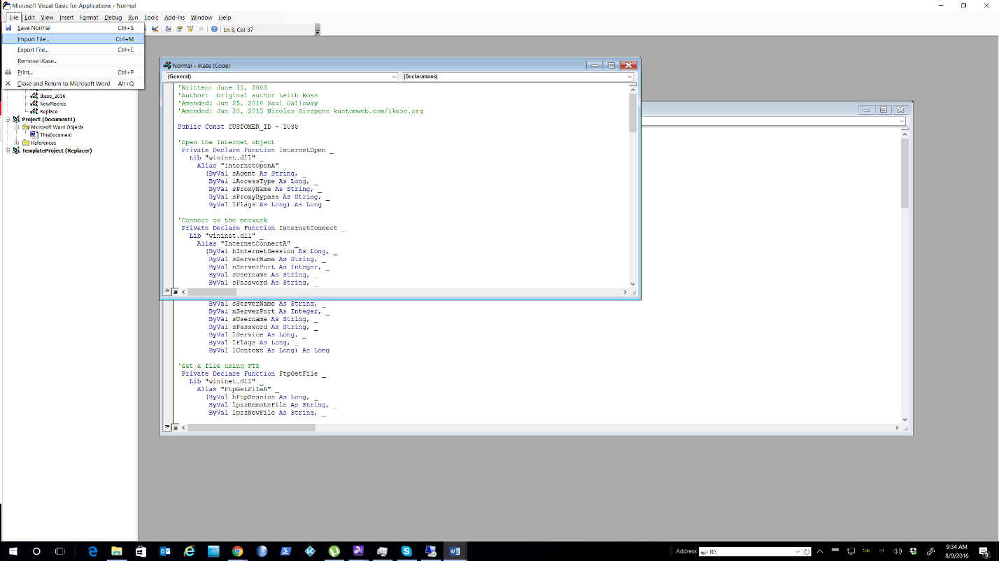 Microsoft Visual Basic for Applications - Normal
File Edit View Insert Format Debug Run Tools Add-Ins Window Help
Ln 3, Col 37
Save Normal Ctrl+S
Import File... Ctrl+M
Export File... Ctrl+E
Remove iKase...
Print... Ctrl+P
Close and Return to Microsoft Word Alt+Q
Ikase_2016
NewMacros
Replace
Project (Document1)
Microsoft Word Objects
ThisDocument
References
TemplateProject (Replacer)
Normal - iKase (Code)
(General) (Declarations)
'Written: June 11, 2008
'Author:  Original author Leith Ross
'Amended: Jun 25, 2010 Saul Galloway
'Amended: Jan 20, 2015 Nicolas Giszpenc kustomweb.com/ikase.org
Public Const CUSTOMER_ID = 1088
'Open the Internet object
Private Declare Function InternetOpen _
Lib "wininet.dll" _
Alias "InternetOpenA" _
(ByVal sAgent As String, _
ByVal lAccessType As Long, _
ByVal sProxyName As String, _
ByVal sProxyBypass As String, _
ByVal lFlags As Long) As Long
'Connect to the network
Private Declare Function InternetConnect _
Lib "wininet.dll" _
Alias "InternetConnectA" _
(ByVal hInternetSession As Long, _
ByVal sServerName As String, _
ByVal nServerPort As Integer, _
ByVal sUsername As String, _
ByVal sPassword As String, _
ByVal sServerName As String, _
ByVal nServerPort As Integer, _
ByVal sUsername As String, _
ByVal sPassword As String, _
ByVal lService As Long, _
ByVal lFlags As Long, _
ByVal lContext As Long) As Long
'Get a file using FTP
Private Declare Function FtpGetFile _
Lib "wininet.dll" _
Alias "FtpGetFileA" _
(ByVal hFtpSession As Long, _
ByVal lpszRemoteFile As String, _
ByVal lpszNewFile As String, _
Address R:\
126 24
9:34 AM
8/9/2016
9